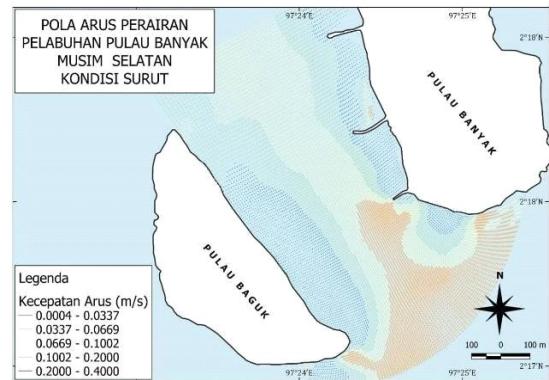 POLA ARUS PERAIRAN
PELABUHAN PULAU BANYAK
MUSIM SELATAN
KONDISI SURUT
97°24'E
97°25'E
2°18'N
PULAU BANYAK
2°18'N
PULAU BAGUK
Legenda
Kecepatan Arus (m/s)
0.0004 - 0.0337
0.0337 - 0.0669
0.0669 - 0.1002
0.1002 - 0.2000
0.2000 - 0.4000
N
100 0 100 m
97°24'E
97°25'E
2°17'N